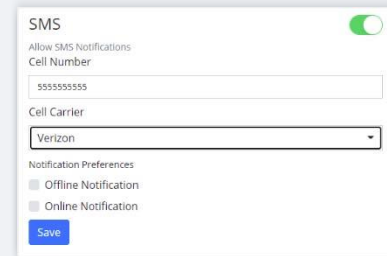 SMS
Allow SMS Notifications
Cell Number
5555555555
Cell Carrier
Verizon
Notification Preferences
Offline Notification
Online Notification
Save